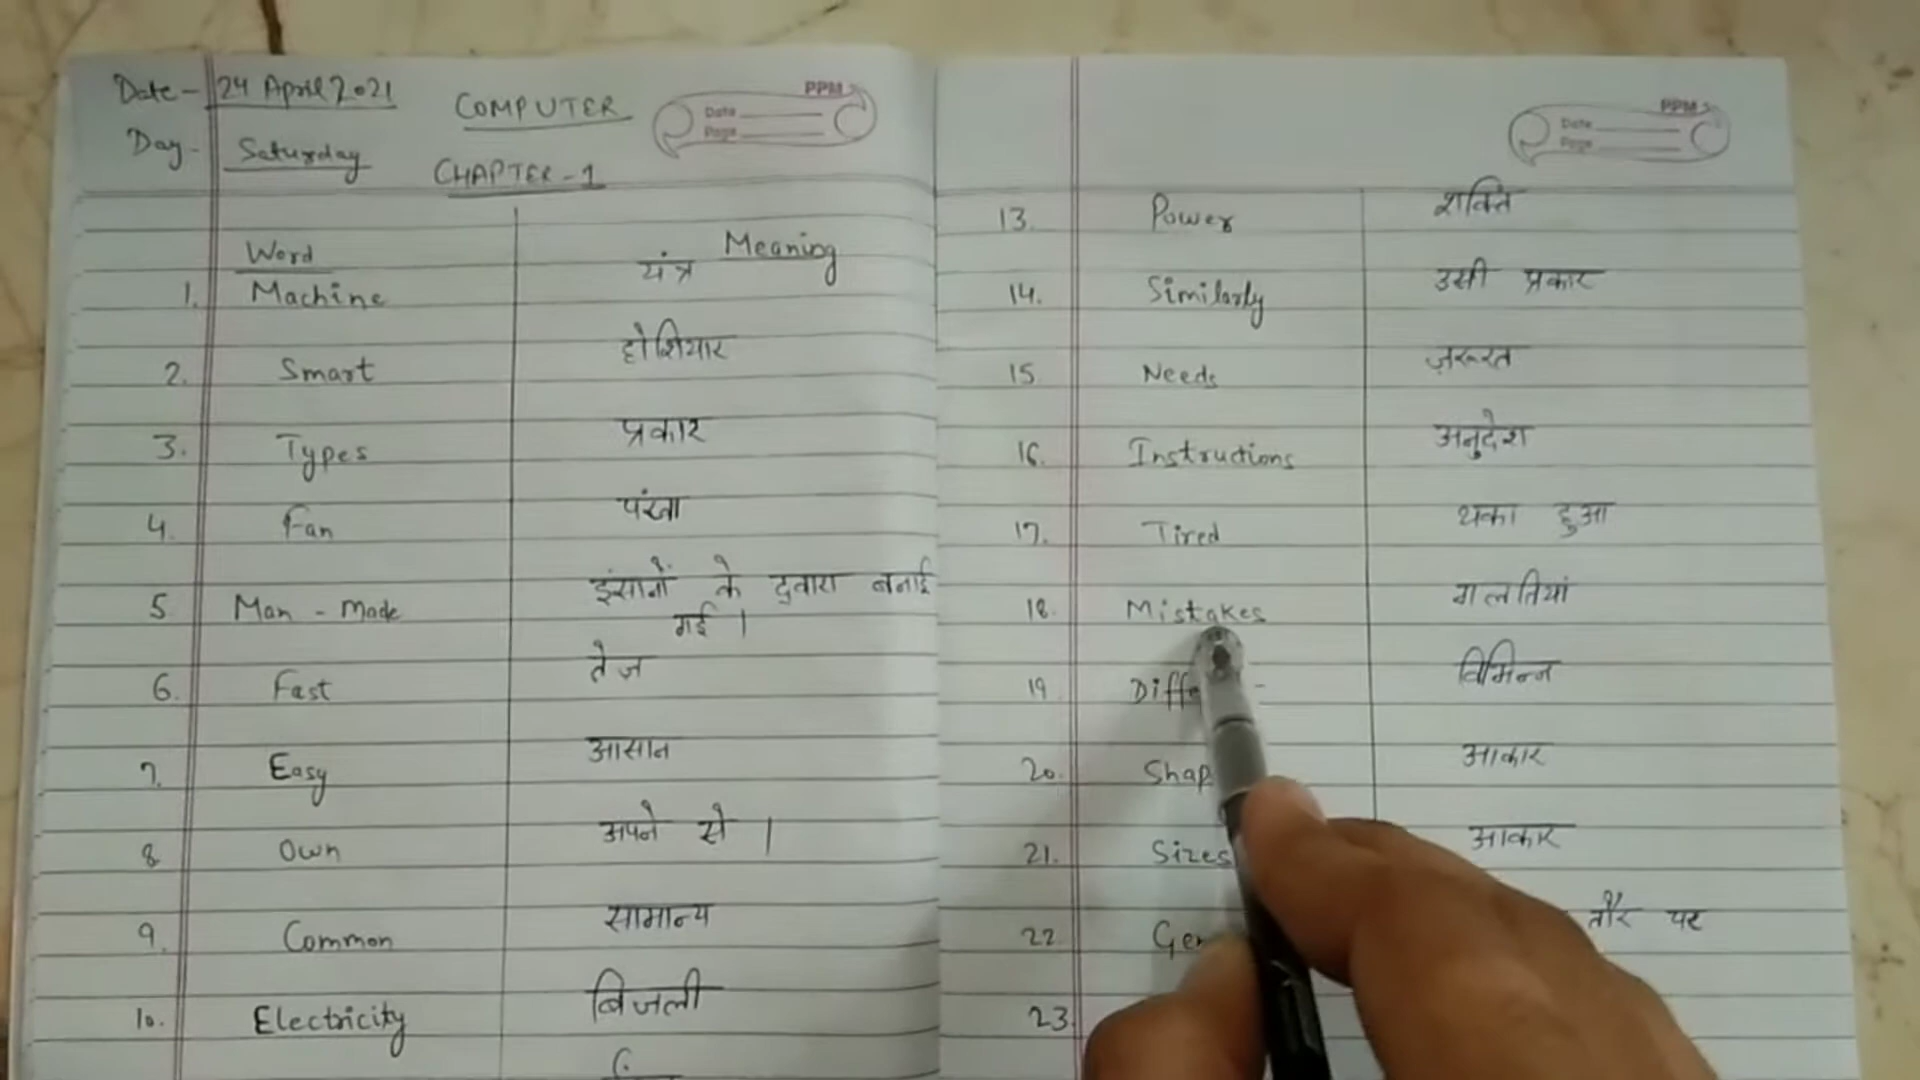 Date - 24 April 2021
Day - Saturday
COMPUTER
CHAPTER - 1
PPM
Date
Page
Word Meaning
1. Machine यंत्र
2. Smart होशियार
3. Types प्रकार
4. Fan पंखा
5 Man - Made इंसानों के दुवारा बनाई
गई ।
6. Fast तेज
7. Easy आसान
8 Own अपने से ।
9. Common सामान्य
10. Electricity बिजली
PPM
Date
Page
13. Power शक्ति
14. Similarly उसी प्रकार
15 Needs ज़रूरत
16. Instructions अनुदेश
17. Tired थका हुआ
18. Mistakes गलतियां
19 विभिन्न
20. आकार
21. Sizes आकार
22 तौर पर
23